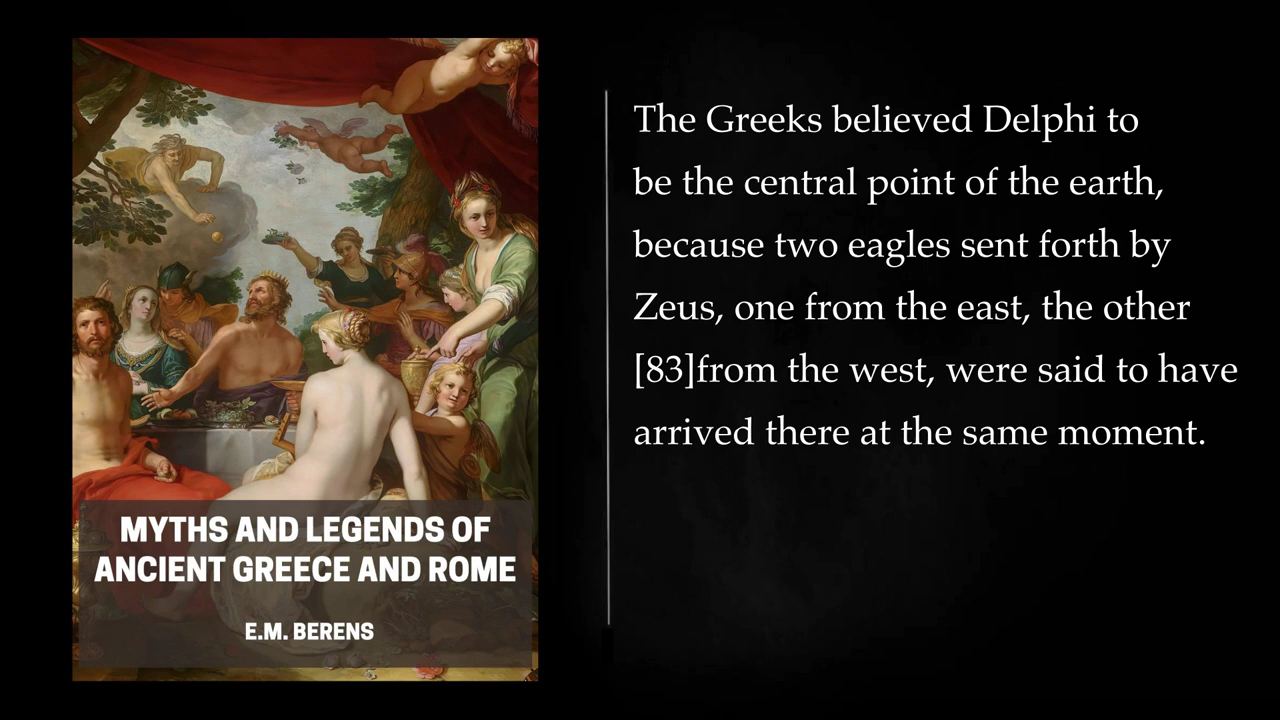 MYTHS AND LEGENDS OF
ANCIENT GREECE AND ROME
E.M. BERENS
The Greeks believed Delphi to
be the central point of the earth,
because two eagles sent forth by
Zeus, one from the east, the other
[83]from the west, were said to have
arrived there at the same moment.